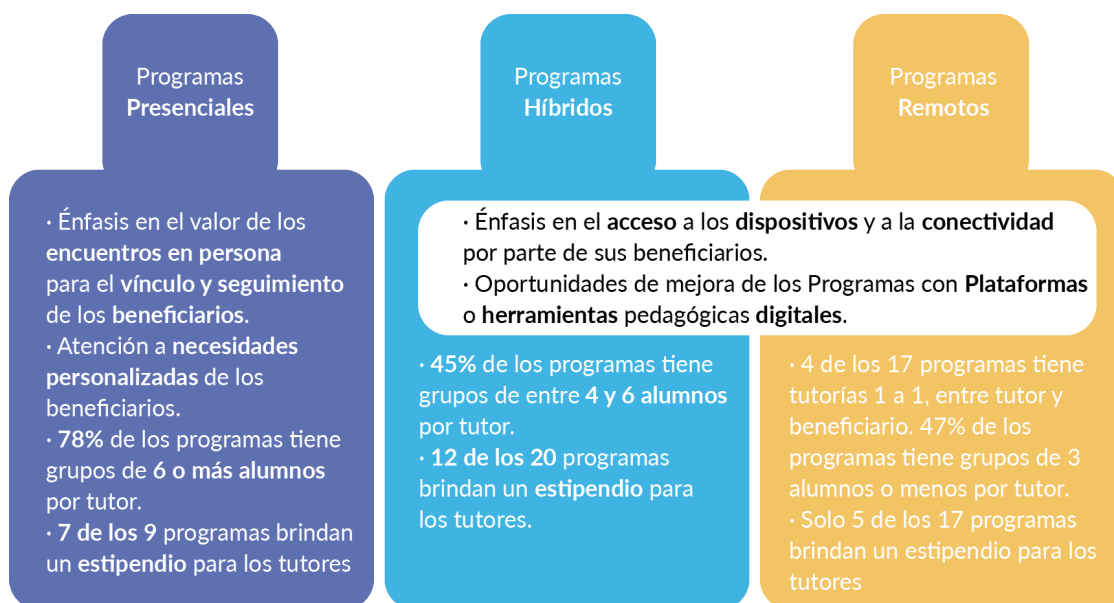 Programas
Presenciales
· Énfasis en el valor de los
encuentros en persona
para el vínculo y seguimiento
de los beneficiarios.
· Atención a necesidades
personalizadas de los
beneficiarios.
· 78% de los programas tiene
grupos de 6 o más alumnos
por tutor.
· 7 de los 9 programas brindan
un estipendio para los tutores
Programas
Híbridos
Programas
Remotos
· Énfasis en el acceso a los dispositivos y a la conectividad
por parte de sus beneficiarios.
· Oportunidades de mejora de los Programas con Plataformas
o herramientas pedagógicas digitales.
· 45% de los programas tiene
grupos de entre 4 y 6 alumnos
por tutor.
· 12 de los 20 programas
brindan un estipendio para
los tutores.
· 4 de los 17 programas tiene
tutorías 1 a 1, entre tutor y
beneficiario. 47% de los
programas tiene grupos de 3
alumnos o menos por tutor.
· Solo 5 de los 17 programas
brindan un estipendio para los
tutores